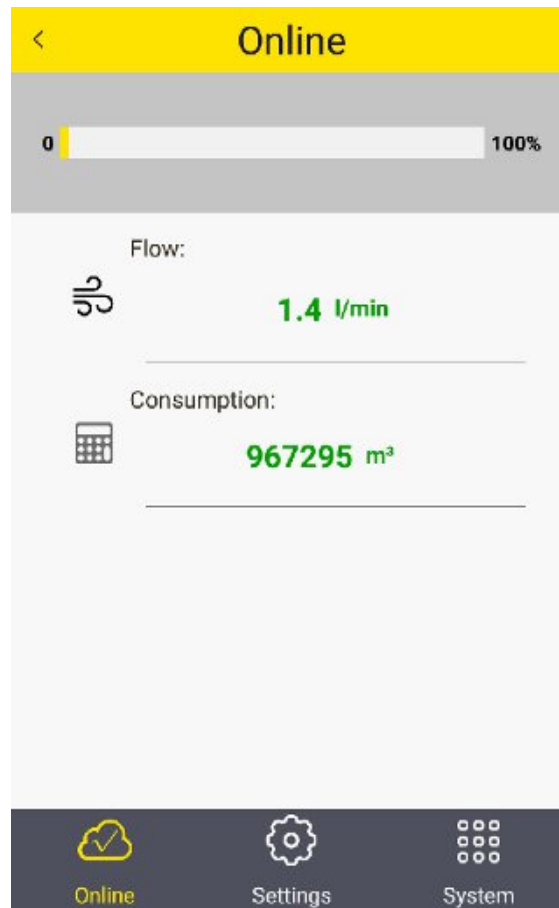 Online
0 100%
Flow:
1.4 l/min
Consumption:
967295 m³
Online Settings System